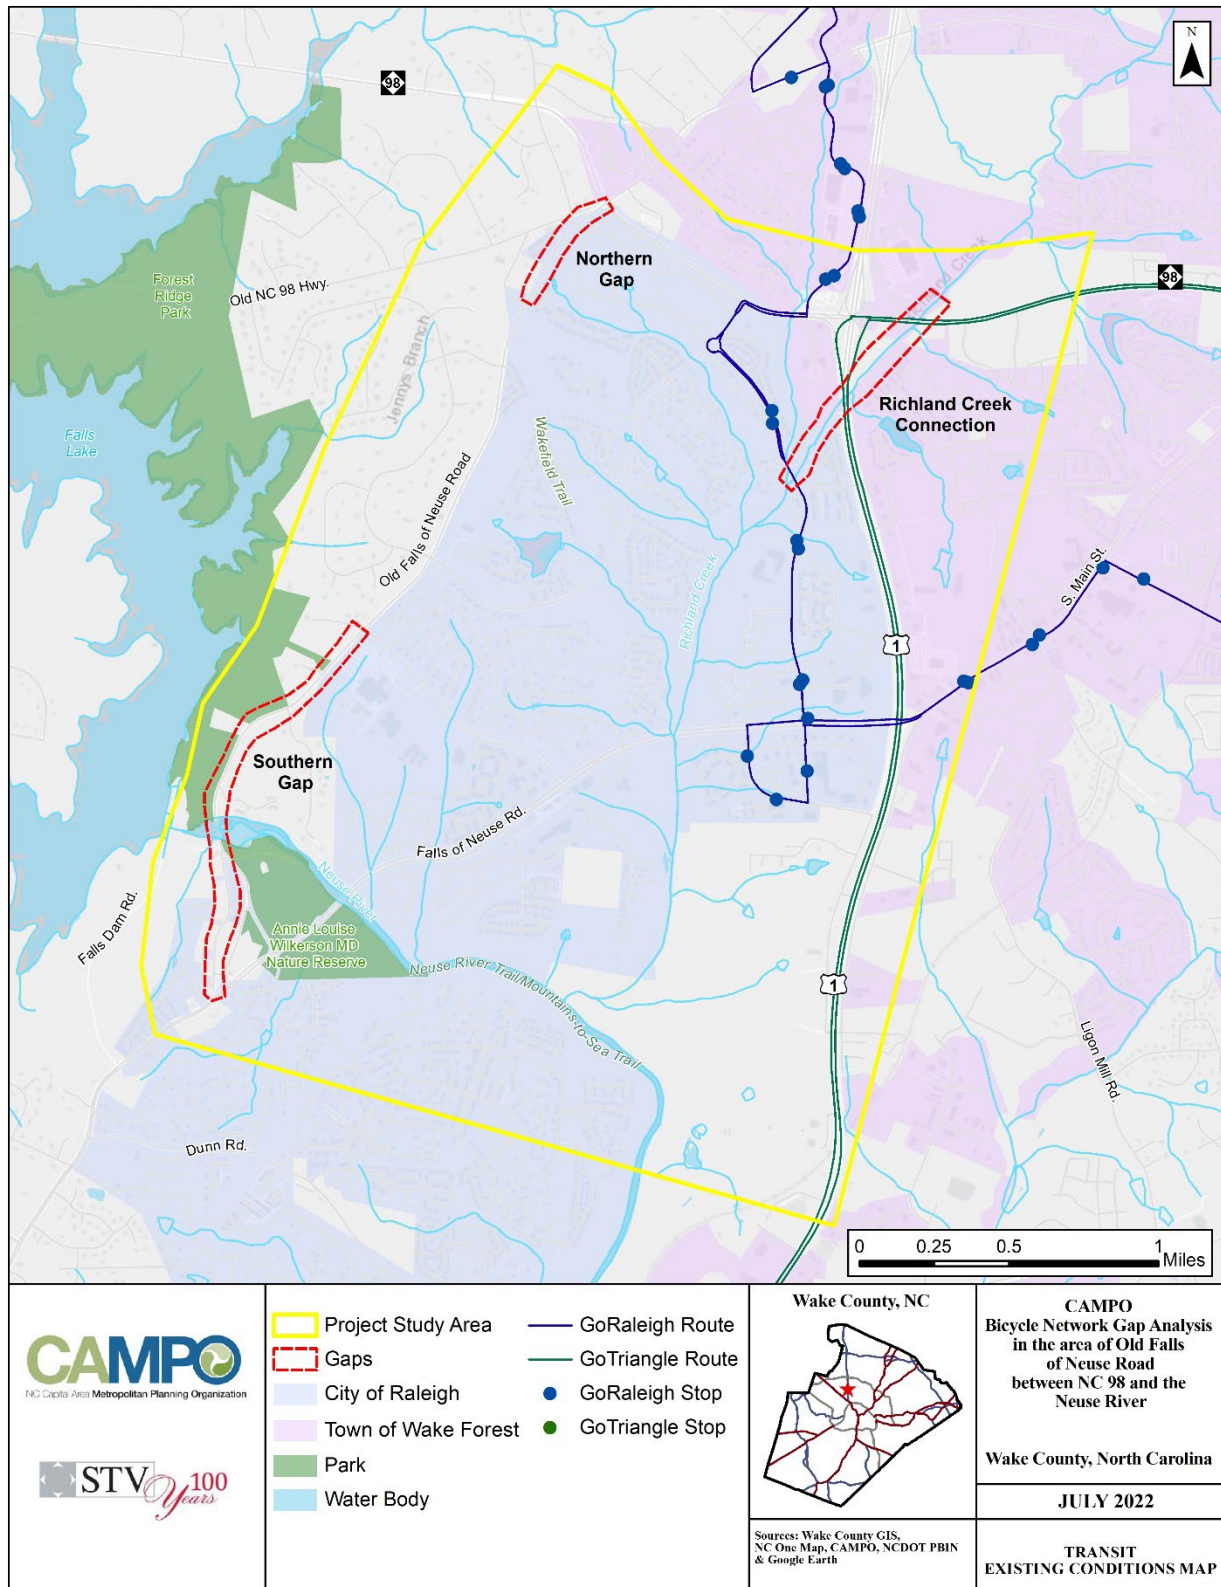 N
98
Northern
Gap
Forest
Ridge
Park
Old NC 98 Hwy.
Richland Creek
98
Jennys Branch
Richland Creek
Connection
Falls
Lake
Wakefield Trail
Old Falls of Neuse Road
S. Main St.
Richland Creek
1
Southern
Gap
Falls of Neuse Rd.
Neuse River
Falls Dam Rd.
Annie Louise
Wilkerson MD
Nature Reserve
Neuse River Trail/Mountains-to-Sea Trail
1
Ligon Mill Rd.
Dunn Rd.
0 0.25 0.5 1
Miles
CAMPO
NC Capital Area Metropolitan Planning Organization
STV 100
Years
Project Study Area
Gaps
City of Raleigh
Town of Wake Forest
Park
Water Body
GoRaleigh Route
GoTriangle Route
GoRaleigh Stop
GoTriangle Stop
Wake County, NC
Sources: Wake County GIS,
NC One Map, CAMPO, NCDOT PBIN
& Google Earth
CAMPO
Bicycle Network Gap Analysis
in the area of Old Falls
of Neuse Road
between NC 98 and the
Neuse River
Wake County, North Carolina
JULY 2022
TRANSIT
EXISTING CONDITIONS MAP